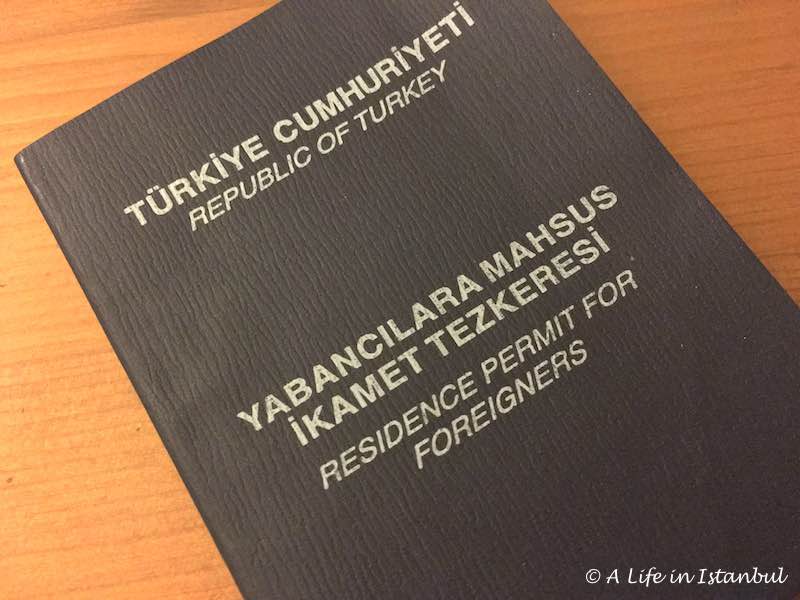 TÜRKİYE CUMHURİYETİ
REPUBLIC OF TURKEY
YABANCILARA MAHSUS
İKAMET TEZKERESİ
RESIDENCE PERMIT FOR
FOREIGNERS
© A Life in Istanbul